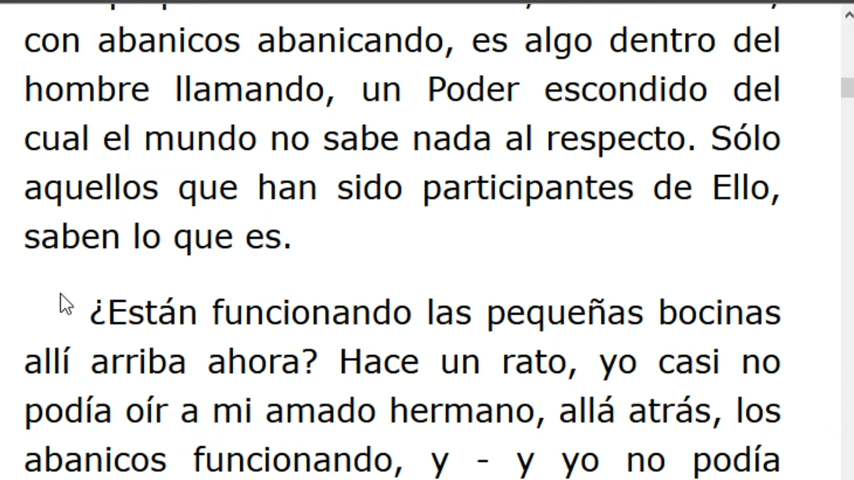 con abanicos abanicando, es algo dentro del
hombre llamando, un Poder escondido del
cual el mundo no sabe nada al respecto. Sólo
aquellos que han sido participantes de Ello,
saben lo que es.
¿Están funcionando las pequeñas bocinas
allí arriba ahora? Hace un rato, yo casi no
podía oír a mi amado hermano, allá atrás, los
abanicos funcionando, y - y yo no podía